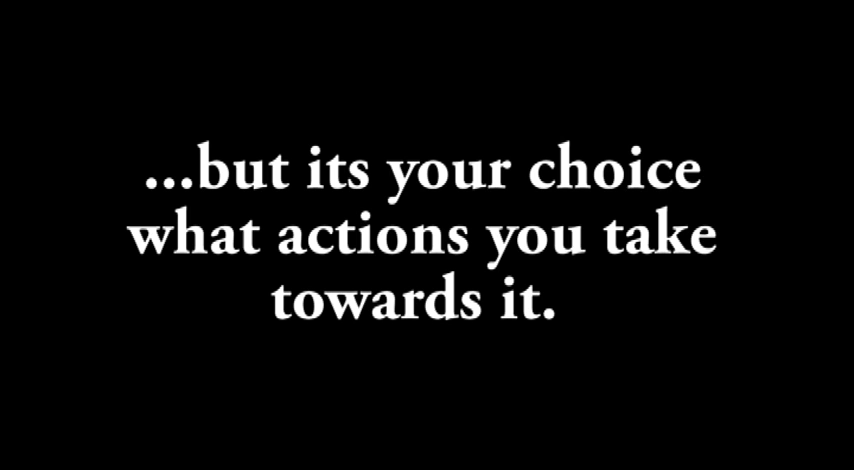 ...but its your choice
what actions you take
towards it.